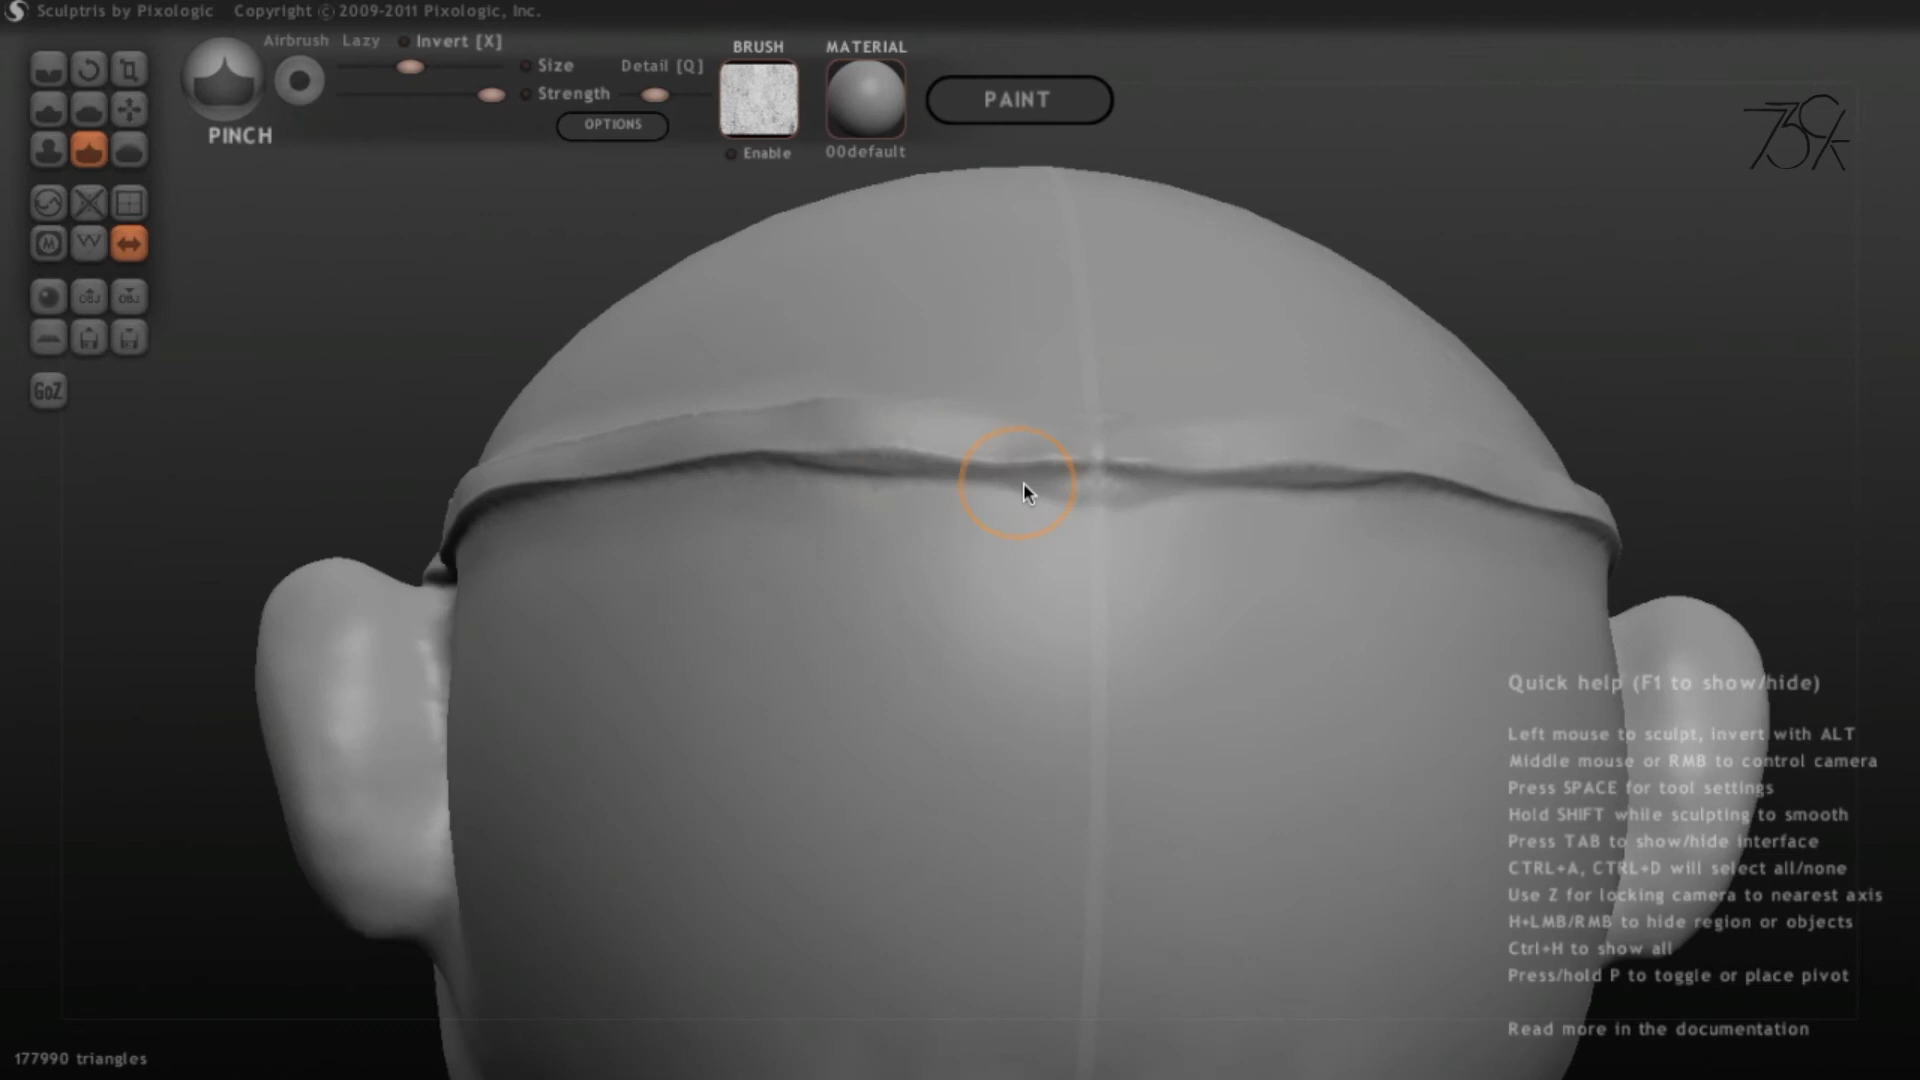 Sculptris by Pixologic Copyright © 2009-2011 Pixologic, Inc.
Airbrush Lazy Invert [X]
Size Detail [Q]
Strength
OPTIONS
PINCH
BRUSH
Enable
MATERIAL
00default
PAINT
M
W
OBJ OBJ
GoZ
Quick help (F1 to show/hide)
Left mouse to sculpt, invert with ALT
Middle mouse or RMB to control camera
Press SPACE for tool settings
Hold SHIFT while sculpting to smooth
Press TAB to show/hide interface
CTRL+A, CTRL+D will select all/none
Use Z for locking camera to nearest axis
H+LMB/RMB to hide region or objects
Ctrl+H to show all
Press/hold P to toggle or place pivot
Read more in the documentation
177990 triangles